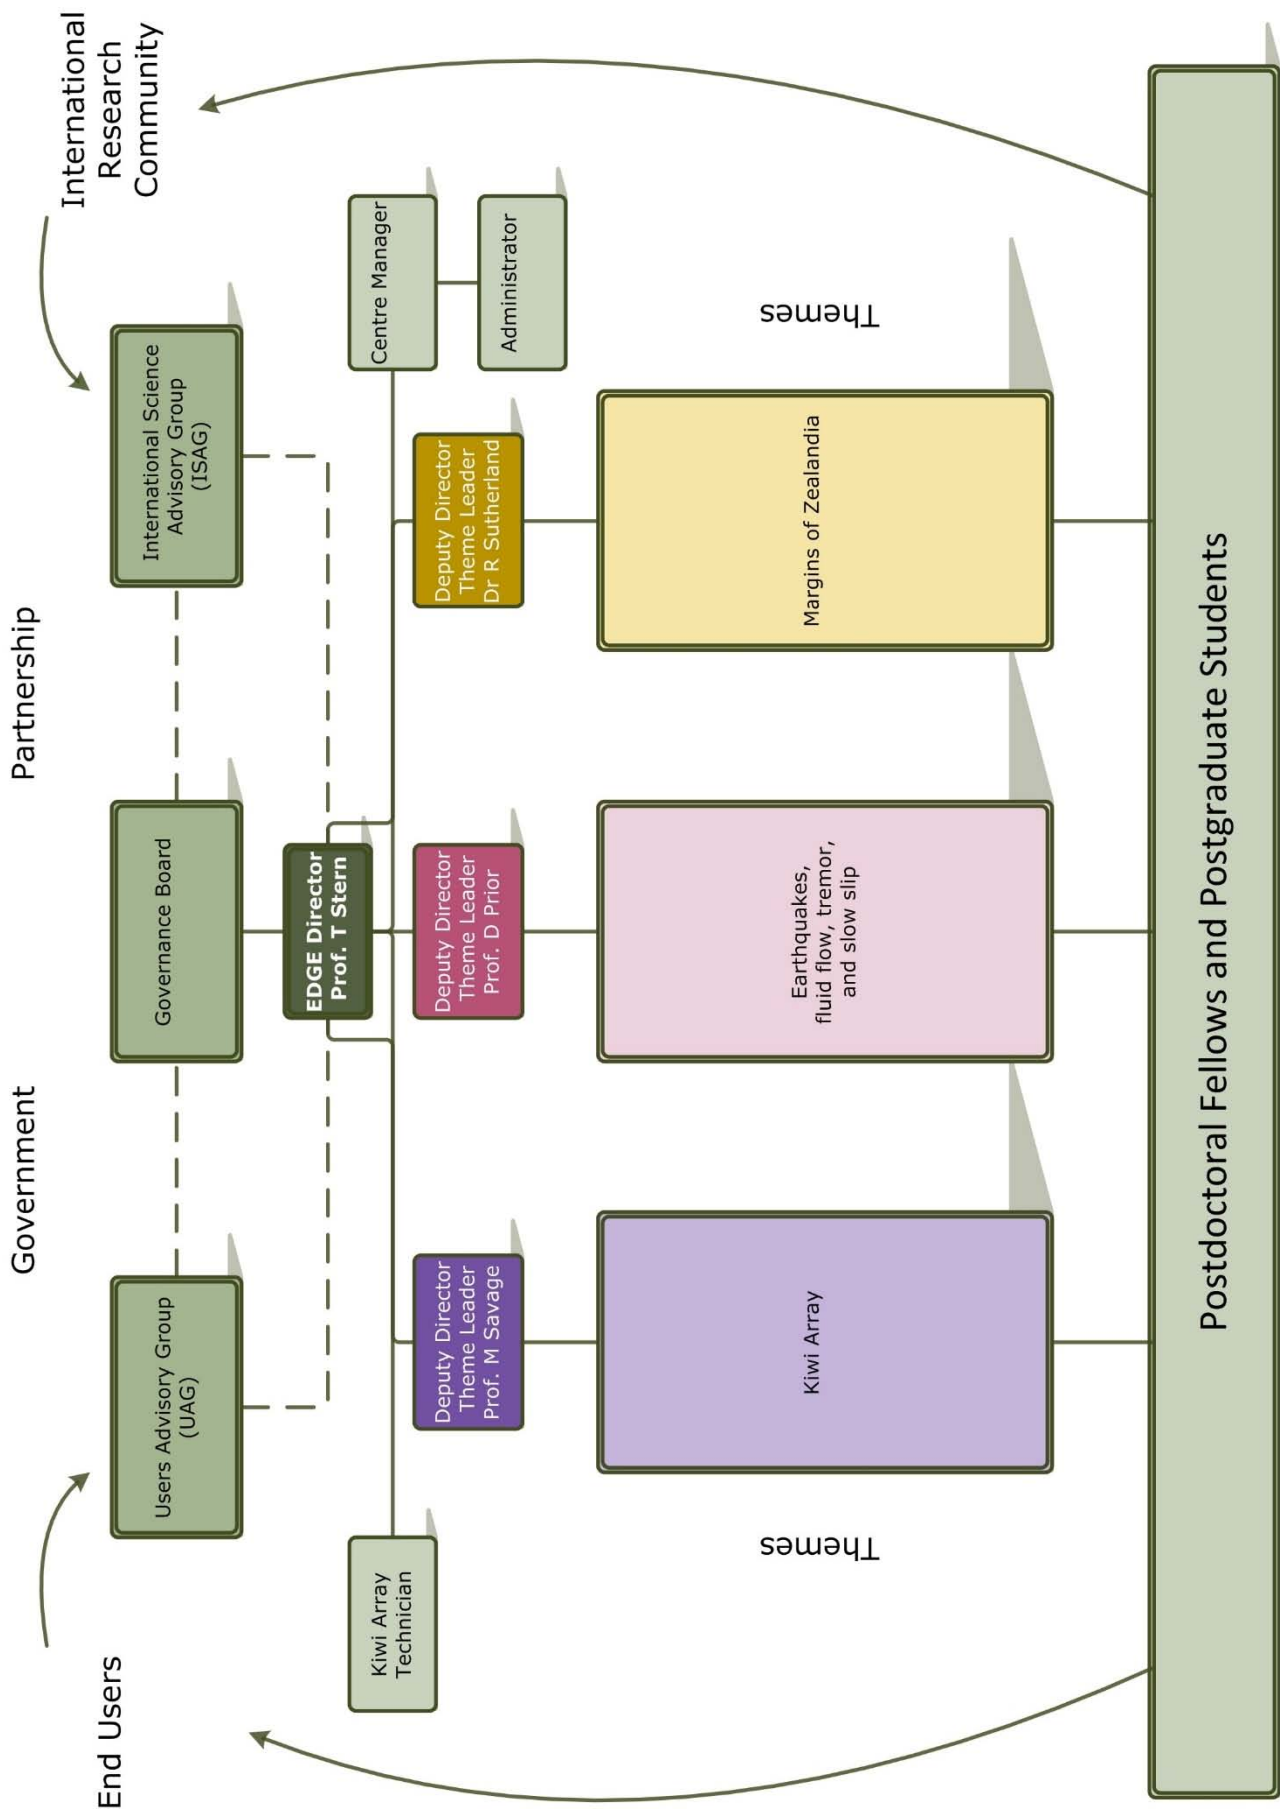 Government
Partnership
End Users
International
Research
Community
Users Advisory Group
(UAG)
Governance Board
International Science
Advisory Group
(ISAG)
EDGE Director
Prof. T Stern
Kiwi Array
Technician
Centre Manager
Administrator
Deputy Director
Theme Leader
Prof. M Savage
Deputy Director
Theme Leader
Prof. D Prior
Deputy Director
Theme Leader
Dr R Sutherland
Themes
Kiwi Array
Earthquakes,
fluid flow, tremor,
and slow slip
Margins of Zealandia
Themes
Postdoctoral Fellows and Postgraduate Students